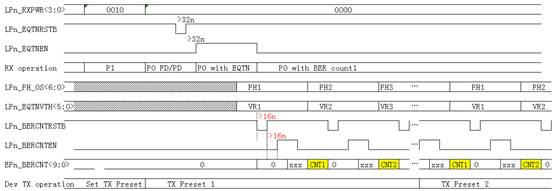 LPn_RXPWR<3:0> 0010 0000
>32n
LPn_EQTNRSTB
>32n
LPn_EQTNEN
RX operation P1 P0 FD/PD P0 with EQTN P0 with BER count1
LPn_PH_OS<6:0> PH1 PH2 PH3 ... PH1 PH2
LPn_EQTNVTH<5:0> VR1 VR2 VR3 ... VR1 VR2
>16n
LPn_BERCNTRSTB ...
>16n
LPn_BERCNTEN ...
EPn_BERCNT<9:0> 0 xxx CNT1 0 xxx CNT2 ... xxx CNT1 0 xxx CNT2 0
Dev TX operation Set TX Preset TX Preset 1 TX Preset 2